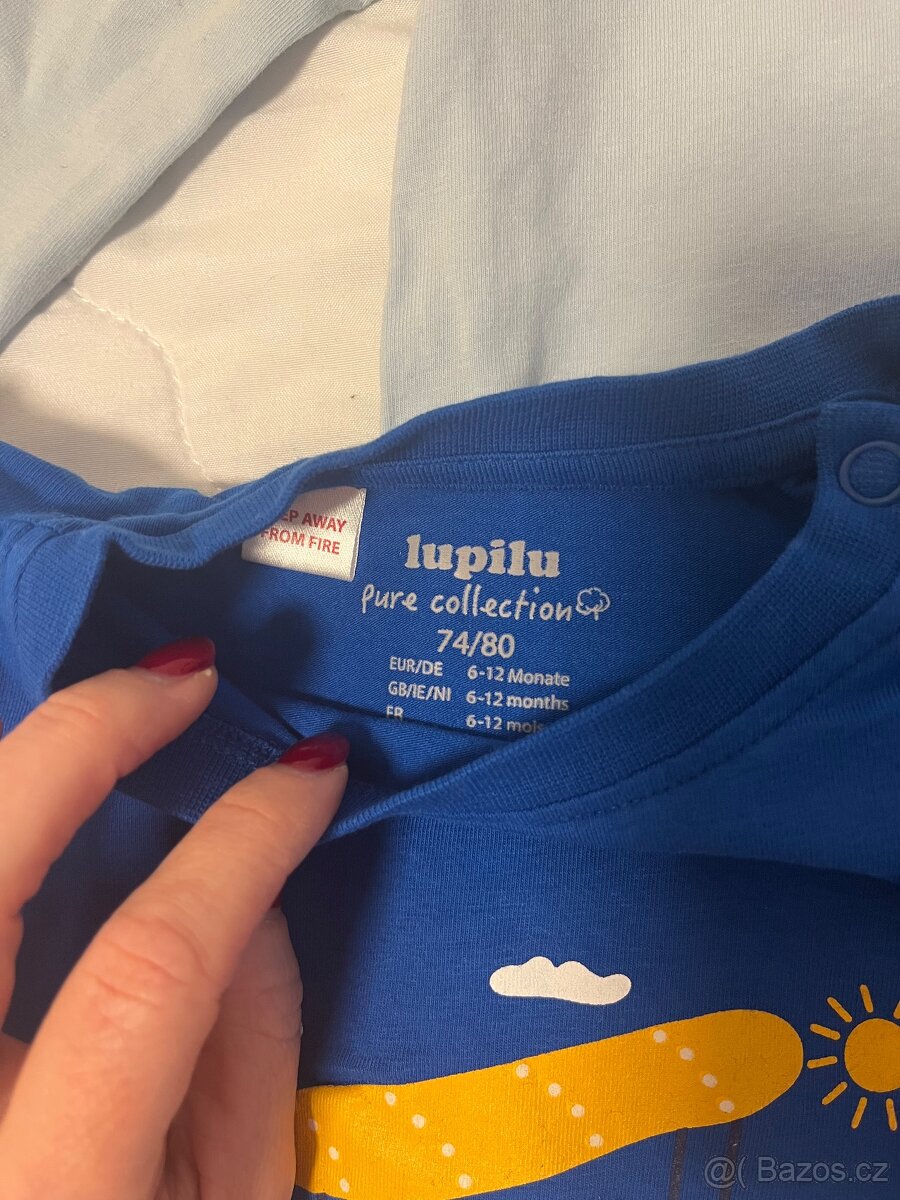 EP AWAY
FROM FIRE
lupilu
pure collection
74/80
EUR/DE 6-12 Monate
GB/IE/NI 6-12 months
FR 6-12 mois
@( Bazos.cz